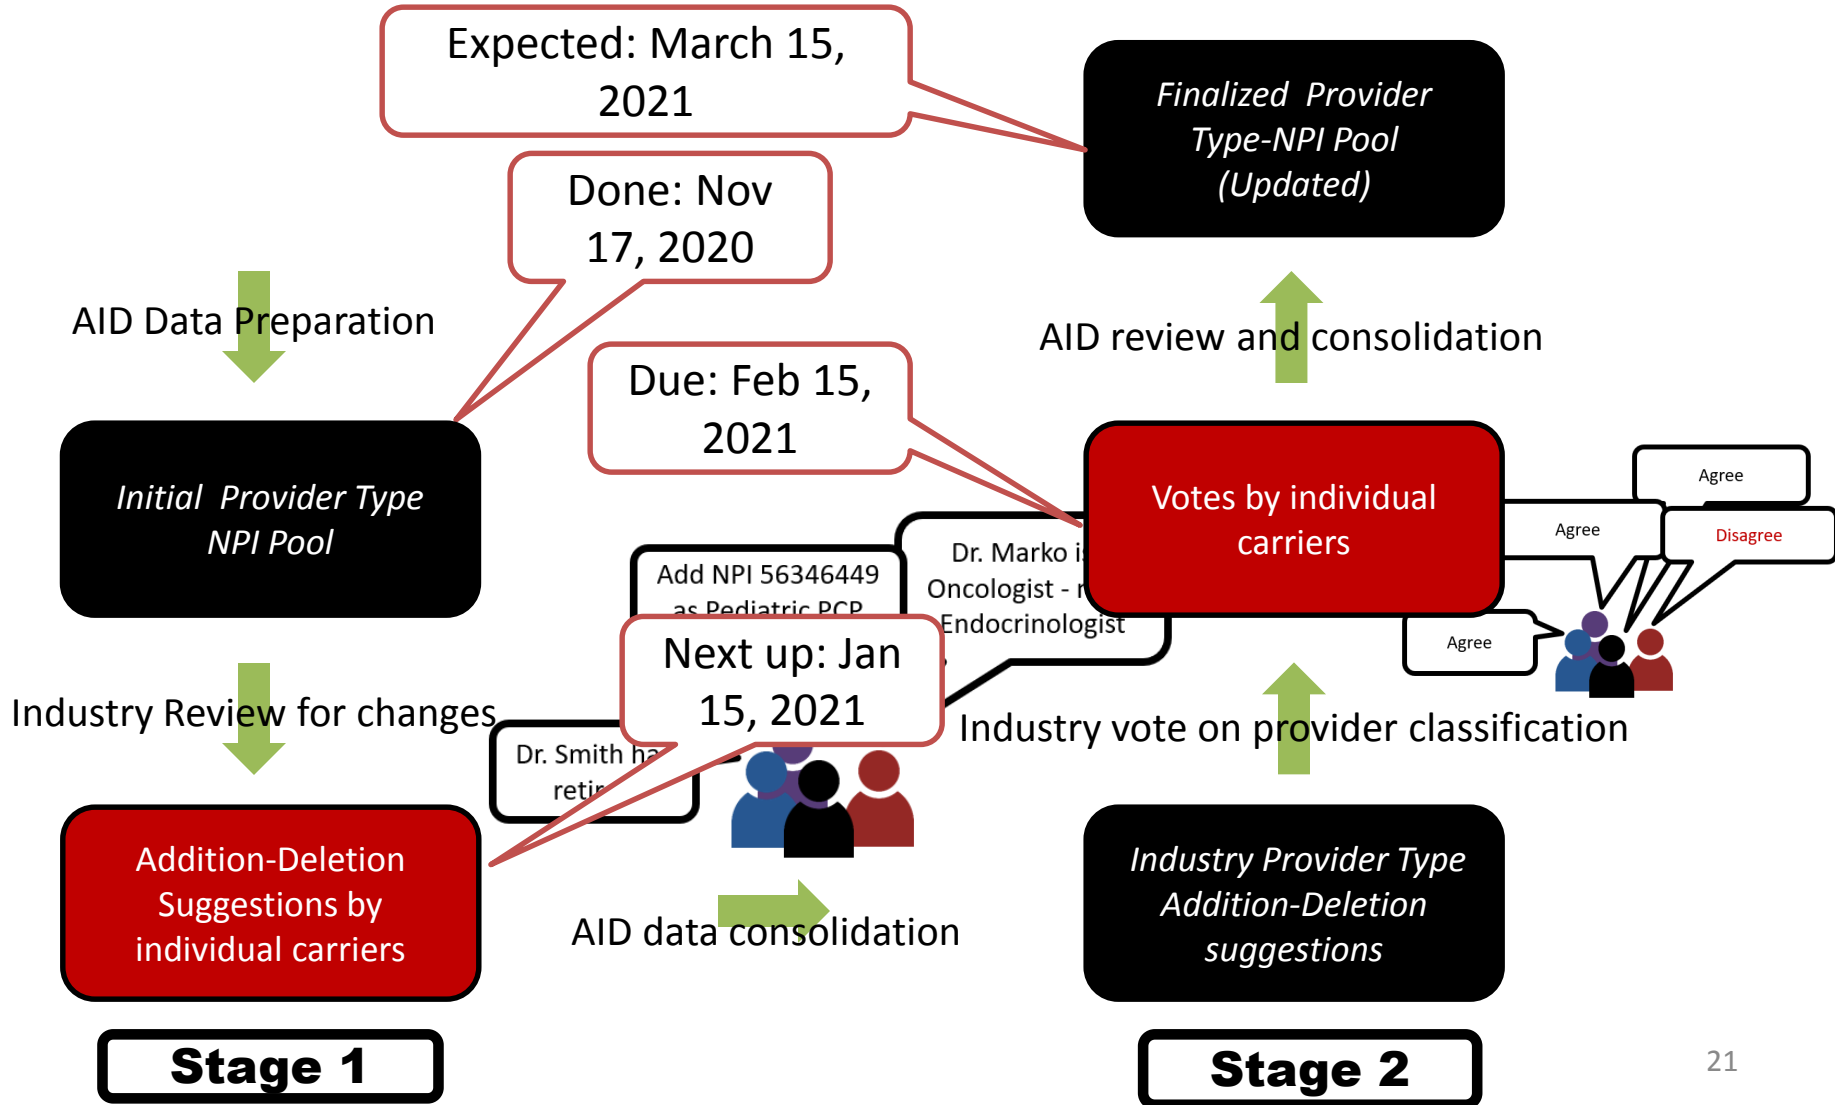 Expected: March 15,
2021
Finalized  Provider
Type-NPI Pool
(Updated)
Done: Nov
17, 2020
AID Data Preparation
AID review and consolidation
Due: Feb 15,
2021
Initial  Provider Type
NPI Pool
Votes by individual
carriers
Agree
Agree
Disagree
Agree
Add NPI 56346449
as Pediatric PCP
Dr. Marko is
Oncologist -
Endocrinologist
Next up: Jan
15, 2021
Industry Review for changes
Industry vote on provider classification
Dr. Smith
Addition-Deletion
Suggestions by
individual carriers
AID data consolidation
Industry Provider Type
Addition-Deletion
suggestions
Stage 1
Stage 2
21